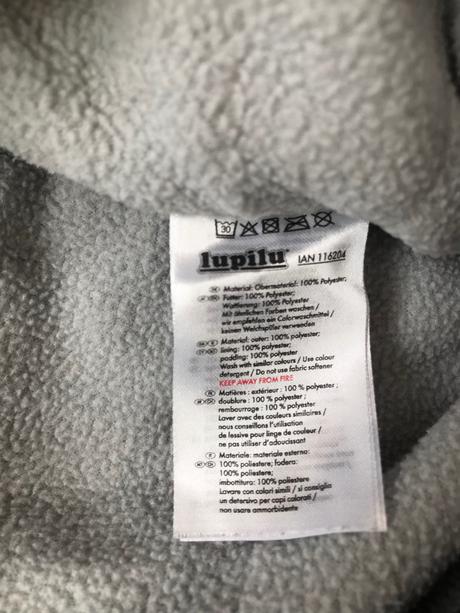 30
lupilu® IAN 116204
Material: Obermaterial: 100% Polyester;
Futter: 100% Polyester;
Wattierung: 100% Polyester
Mit ähnlichen Farben waschen /
wir empfehlen ein Colorwaschmittel /
keinen Weichspüler verwenden
Material: outer: 100% polyester;
lining: 100% polyester;
padding: 100% polyester
Wash with similar colours / Use colour
detergent / Do not use fabric softener
KEEP AWAY FROM FIRE
Matières : extérieur : 100 % polyester ;
doublure : 100 % polyester ;
rembourrage : 100 % polyester
Laver avec des couleurs similaires /
nous conseillons l'utilisation
de lessive pour linge de couleur /
ne pas utiliser d'adoucissant
Materiale: materiale esterno:
100% poliestere; fodera:
100% poliestere;
imbottitura: 100% poliestere
Lavare con colori simili / si consiglia
un detersivo per capi colorati /
non usare ammorbidente